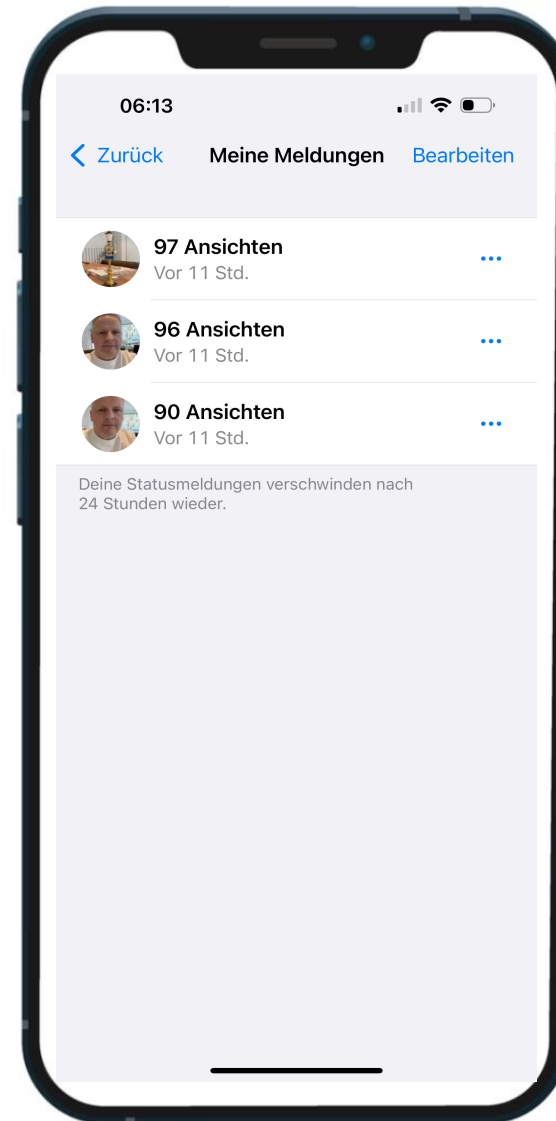 06:13
Zurück Meine Meldungen Bearbeiten
97 Ansichten
Vor 11 Std.
96 Ansichten
Vor 11 Std.
90 Ansichten
Vor 11 Std.
Deine Statusmeldungen verschwinden nach
24 Stunden wieder.